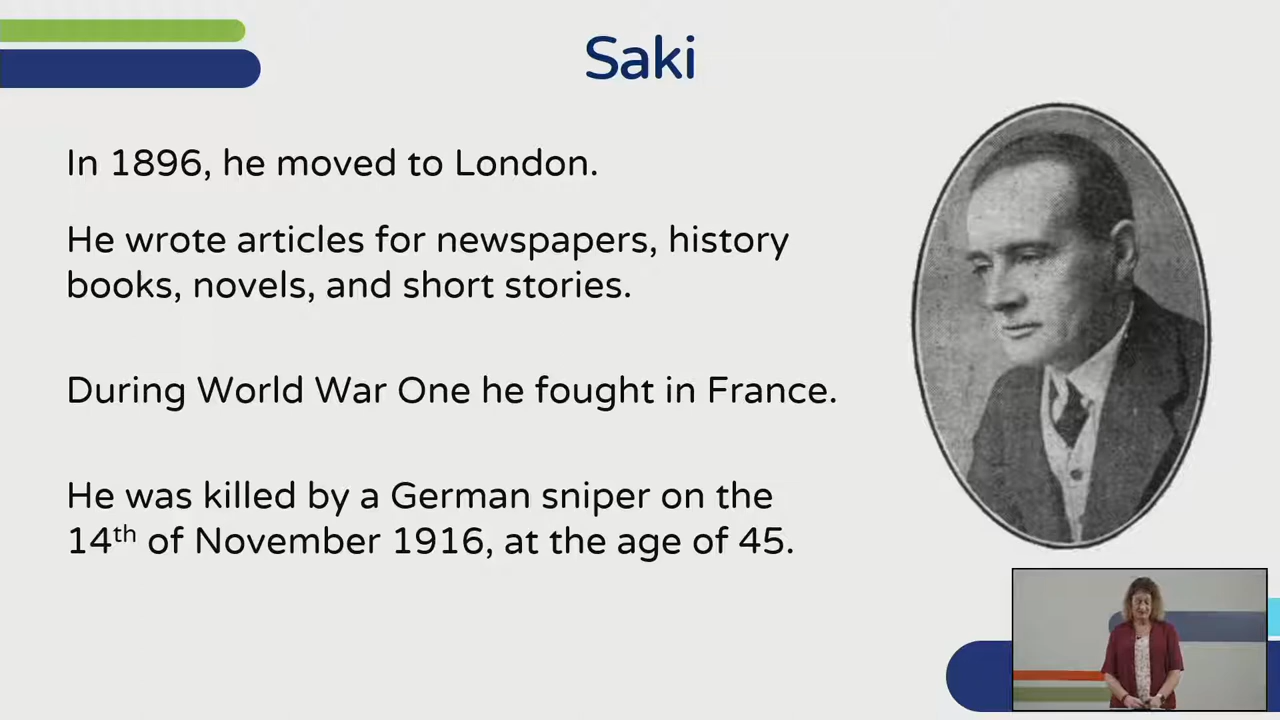 Saki
In 1896, he moved to London.
He wrote articles for newspapers, history
books, novels, and short stories.
During World War One he fought in France.
He was killed by a German sniper on the
14th of November 1916, at the age of 45.